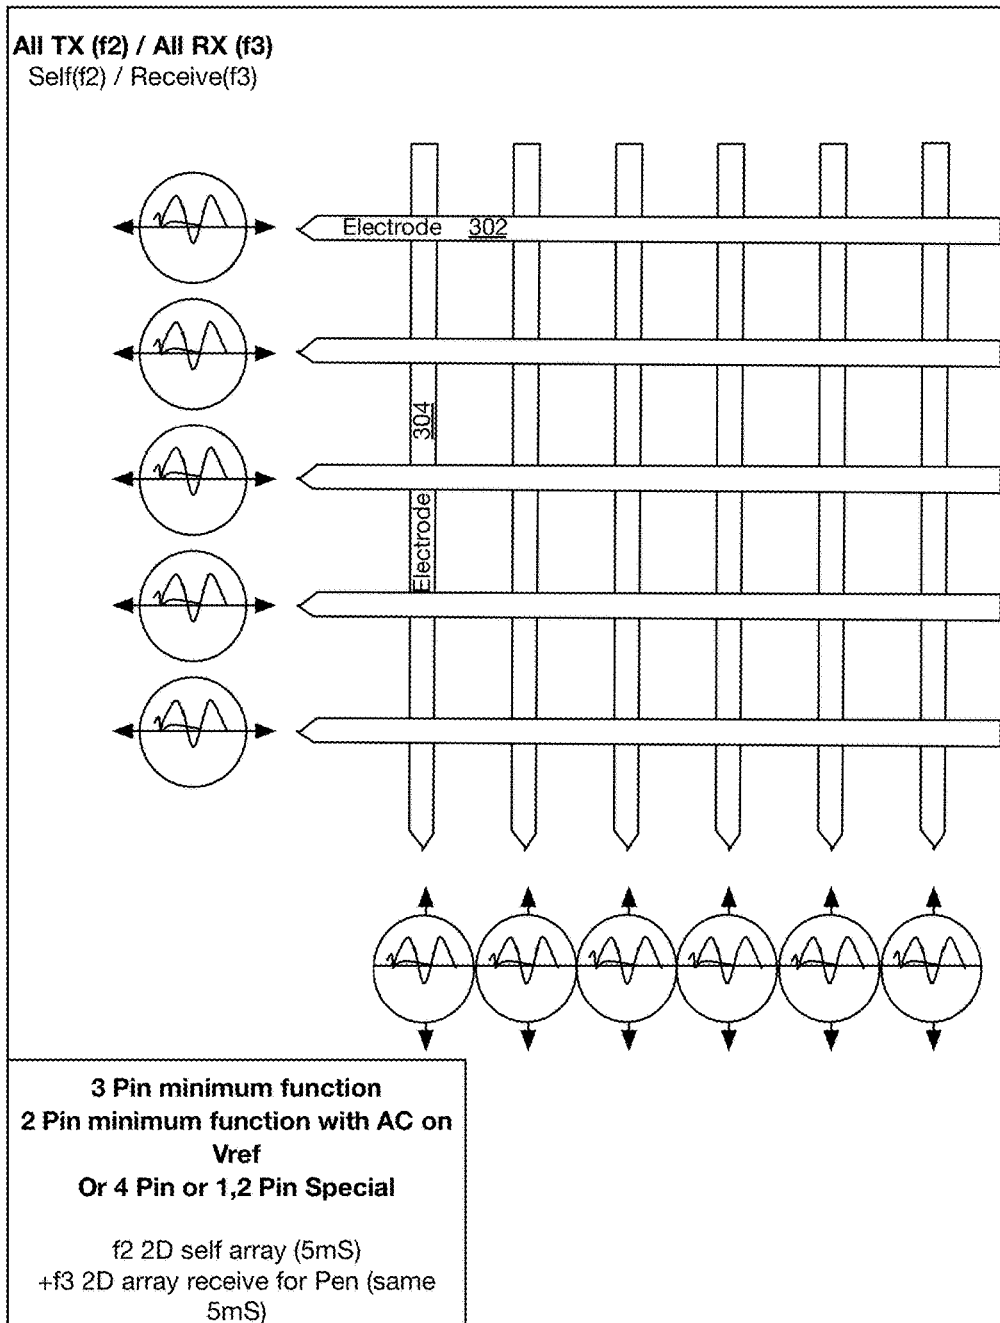 All TX (f2) / All RX (f3)
Self(f2) / Receive(f3)
Electrode 302
Electrode 304
3 Pin minimum function
2 Pin minimum function with AC on
Vref
Or 4 Pin or 1,2 Pin Special
f2 2D self array (5mS)
+f3 2D array receive for Pen (same
5mS)